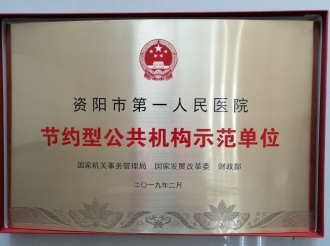 资阳市第一人民医院
节约型公共机构示范单位
国家机关事务管理局 国家发展改革委 财政部
二〇一九年二月